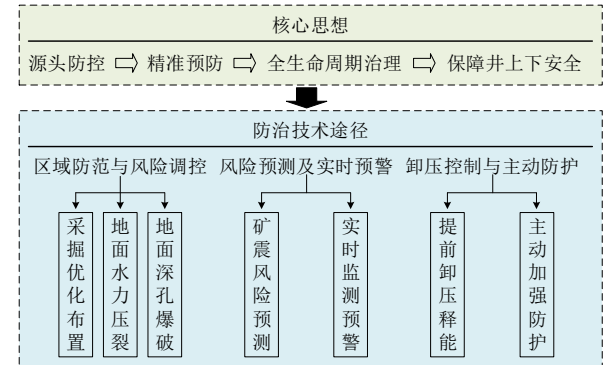 核心思想
源头防控 ⇨ 精准预防 ⇨ 全生命周期治理 ⇨ 保障井上下安全
防治技术途径
区域防范与风险调控 风险预测及实时预警 卸压控制与主动防护
采掘优化布置
地面水力压裂
地面深孔爆破
矿震风险预测
实时监测预警
提前卸压释能
主动加强防护